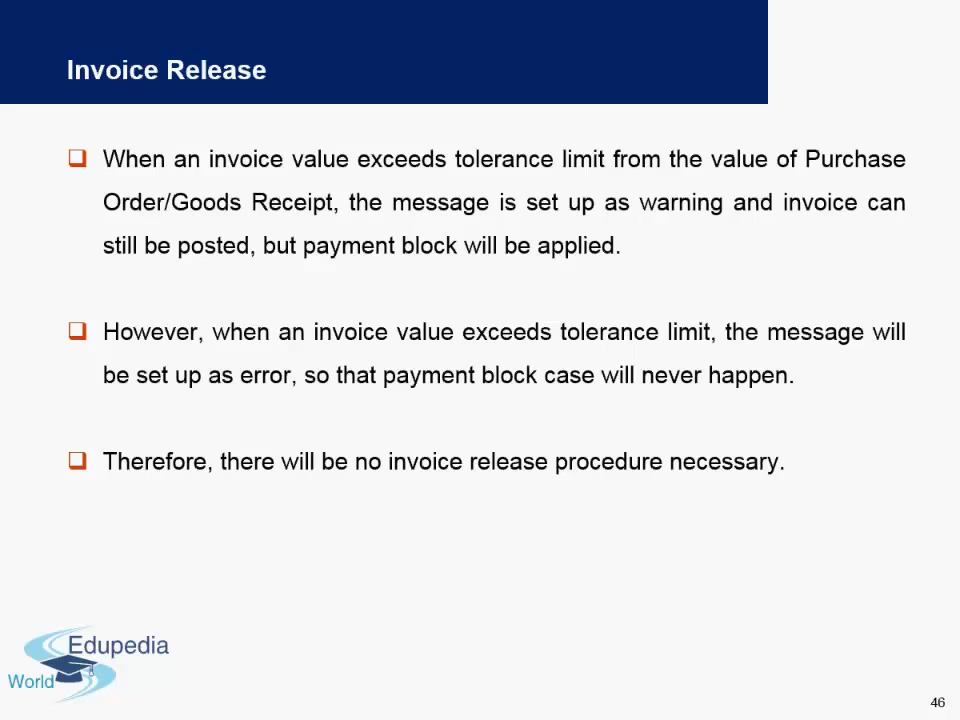 Invoice Release
When an invoice value exceeds tolerance limit from the value of Purchase
Order/Goods Receipt, the message is set up as warning and invoice can
still be posted, but payment block will be applied.
However, when an invoice value exceeds tolerance limit, the message will
be set up as error, so that payment block case will never happen.
Therefore, there will be no invoice release procedure necessary.
Edupedia
World
46